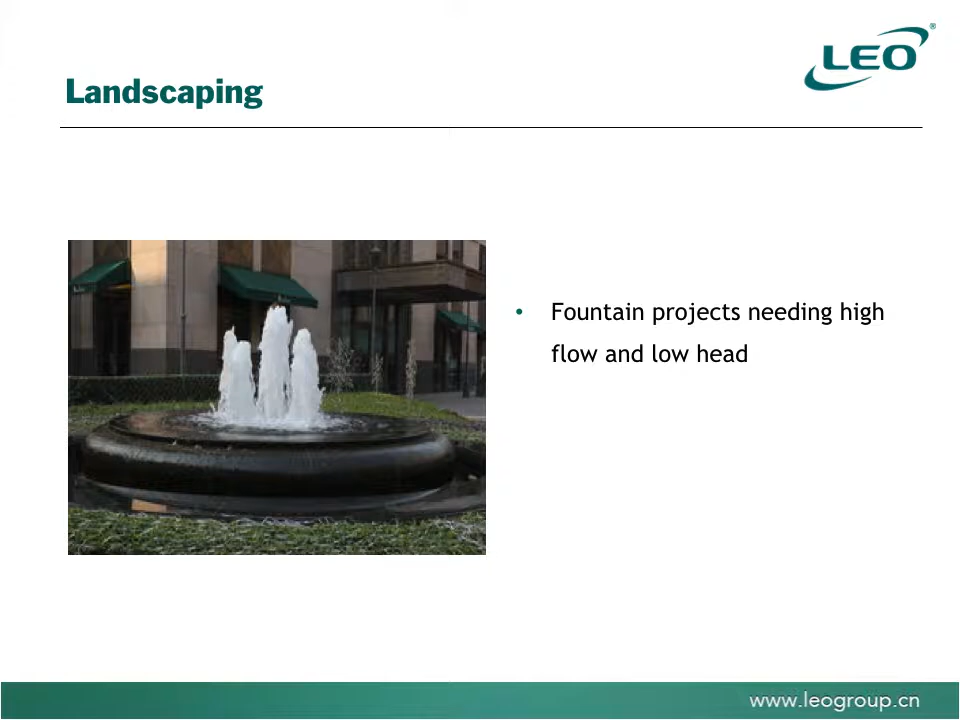 LEO®
Landscaping
• Fountain projects needing high
flow and low head
www.leogroup.cn